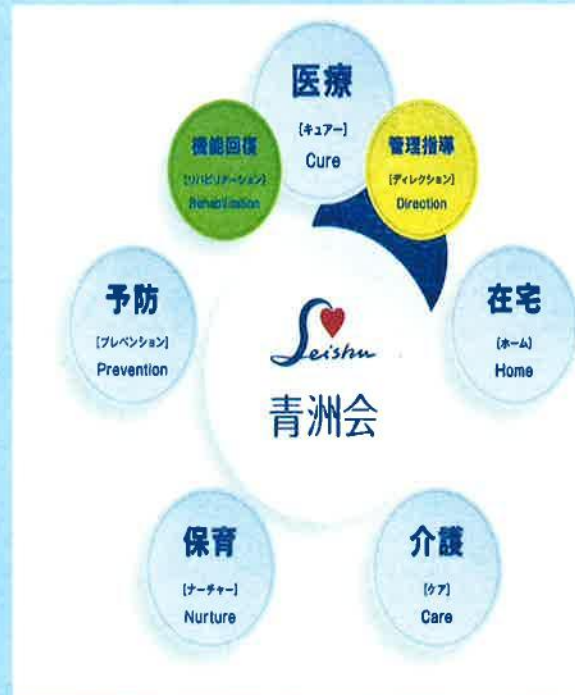 医療
[キュアー]
Cure
機能回復
[リハビリテーション]
Rehabilitation
管理指導
[ディレクション]
Direction
予防
[プレベンション]
Prevention
在宅
[ホーム]
Home
Seishu
青洲会
保育
[ナーチャー]
Nurture
介護
[ケア]
Care